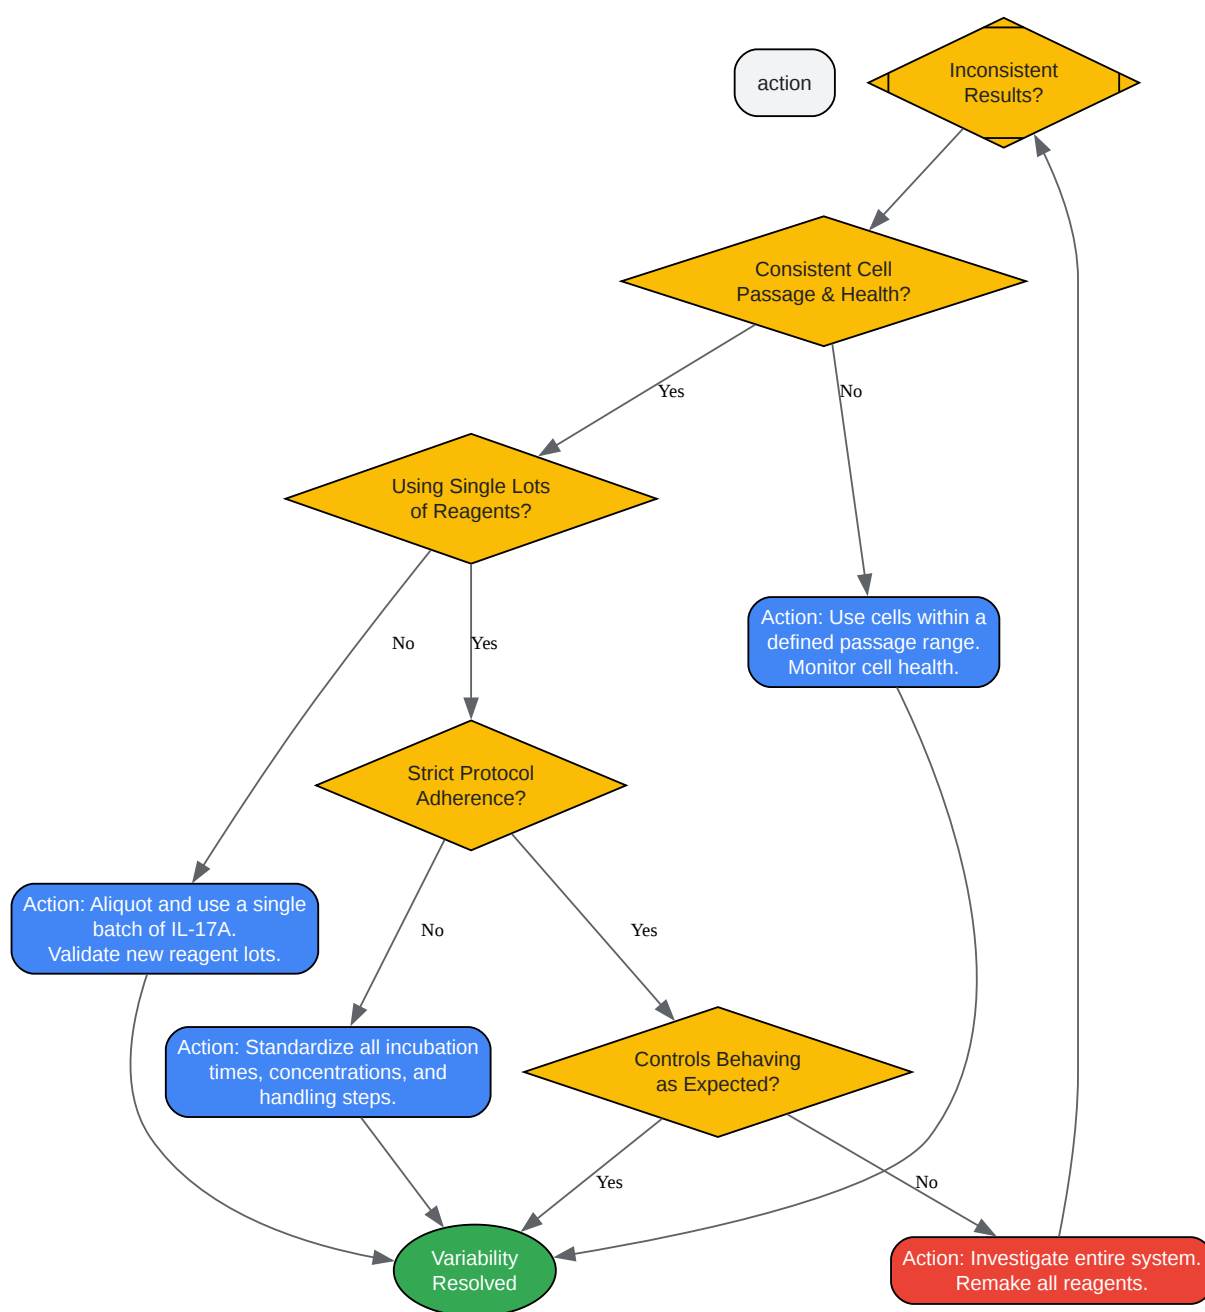 action
Inconsistent
Results?
Consistent Cell
Passage & Health?
Yes
No
Using Single Lots
of Reagents?
No
Yes
Action: Use cells within a
defined passage range.
Monitor cell health.
Strict Protocol
Adherence?
Action: Aliquot and use a single
batch of IL-17A.
Validate new reagent lots.
No
Yes
Action: Standardize all incubation
times, concentrations, and
handling steps.
Controls Behaving
as Expected?
Yes
No
Variability
Resolved
Action: Investigate entire system.
Remake all reagents.